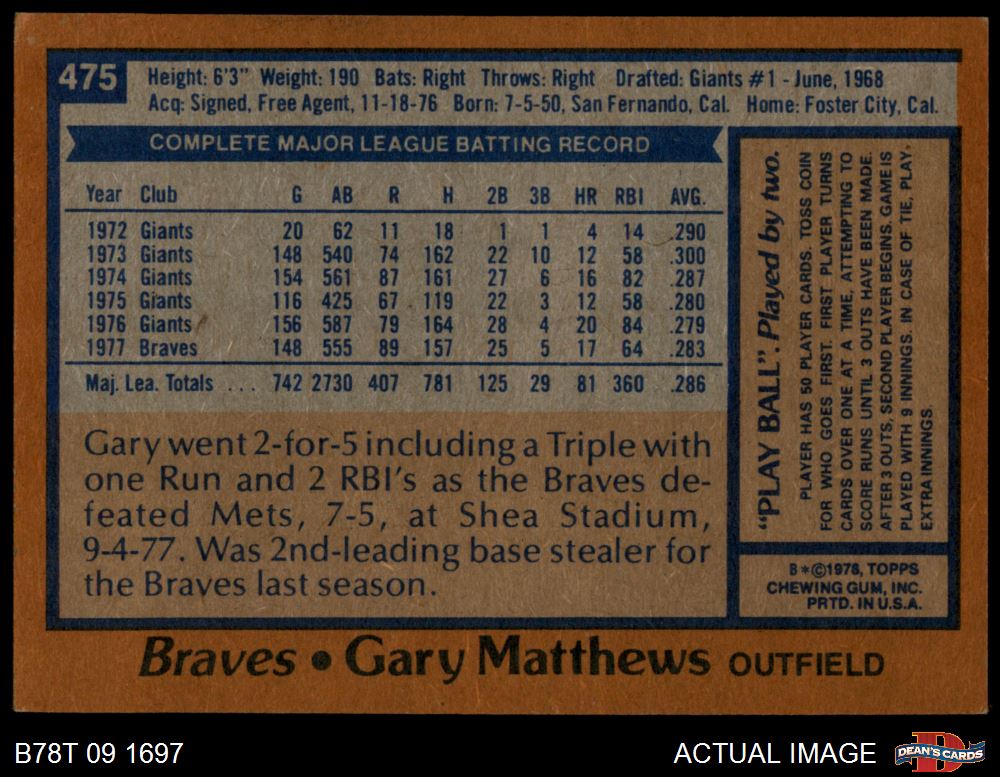 475
Height: 6'3" Weight: 190 Bats: Right Throws: Right Drafted: Giants #1 - June, 1968
Acq: Signed, Free Agent, 11-18-76 Born: 7-5-50, San Fernando, Cal. Home: Foster City, Cal.
COMPLETE MAJOR LEAGUE BATTING RECORD
Year Club G AB R H 2B 3B HR RBI AVG.
1972 Giants 20 62 11 18 1 1 4 14 .290
1973 Giants 148 540 74 162 22 10 12 58 .300
1974 Giants 154 561 87 161 27 6 16 82 .287
1975 Giants 116 425 67 119 22 3 12 58 .280
1976 Giants 156 587 79 164 28 4 20 84 .279
1977 Braves 148 555 89 157 25 5 17 64 .283
Maj. Lea. Totals ... 742 2730 407 781 125 29 81 360 .286
Gary went 2-for-5 including a Triple with
one Run and 2 RBI's as the Braves de-
feated Mets, 7-5, at Shea Stadium,
9-4-77. Was 2nd-leading base stealer for
the Braves last season.
"PLAY BALL". Played by two.
PLAYER HAS 50 PLAYER CARDS. TOSS COIN
FOR WHO GOES FIRST. FIRST PLAYER TURNS
CARDS OVER ONE AT A TIME, ATTEMPTING TO
SCORE RUNS UNTIL 3 OUTS HAVE BEEN MADE.
AFTER 3 OUTS, SECOND PLAYER BEGINS. GAME IS
PLAYED WITH 9 INNINGS. IN CASE OF TIE, PLAY
EXTRA INNINGS.
B*©1978, TOPPS
CHEWING GUM, INC.
PRTD. IN U.S.A.
Braves • Gary Matthews OUTFIELD
B78T 09 1697
ACTUAL IMAGE
D
DEAN'S CARDS